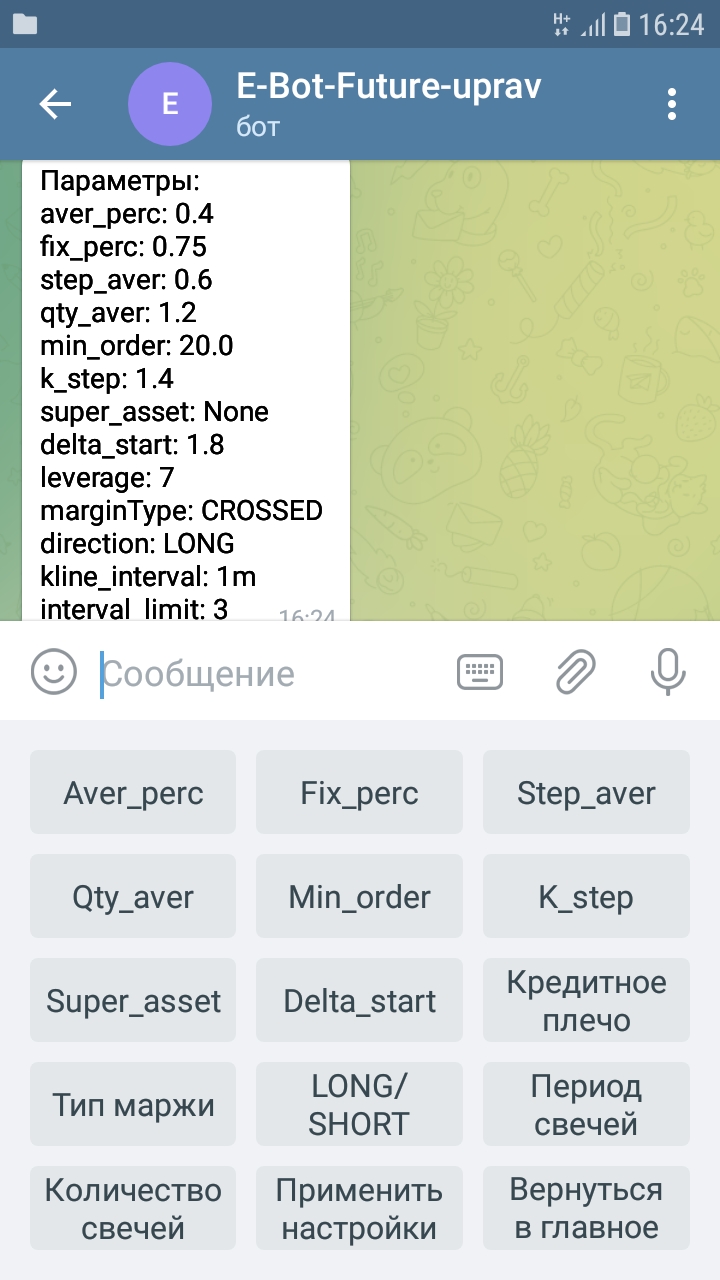 H+
16:24
E
E-Bot-Future-uprav
бот
Параметры:
aver_perc: 0.4
fix_perc: 0.75
step_aver: 0.6
qty_aver: 1.2
min_order: 20.0
k_step: 1.4
super_asset: None
delta_start: 1.8
leverage: 7
marginType: CROSSED
direction: LONG
kline_interval: 1m
interval_limit: 3
16:24
Сообщение
Aver_perc
Fix_perc
Step_aver
Qty_aver
Min_order
K_step
Super_asset
Delta_start
Кредитное
плечо
Тип маржи
LONG/
SHORT
Период
свечей
Количество
свечей
Применить
настройки
Вернуться
в главное